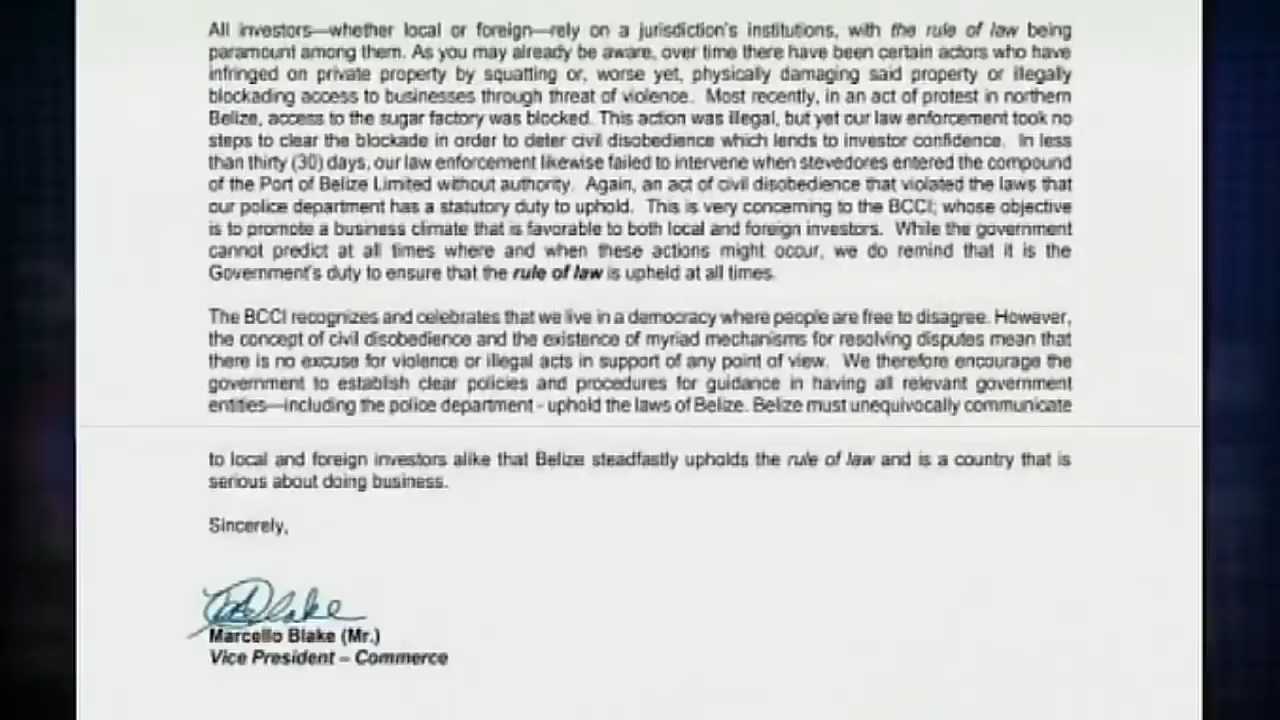 All investors—whether local or foreign—rely on a jurisdiction's institutions, with the rule of law being
paramount among them. As you may already be aware, over time there have been certain actors who have
infringed on private property by squatting or, worse yet, physically damaging said property or illegally
blockading access to businesses through threat of violence. Most recently, in an act of protest in northern
Belize, access to the sugar factory was blocked. This action was illegal, but yet our law enforcement took no
steps to clear the blockade in order to deter civil disobedience which lends to investor confidence. In less
than thirty (30) days, our law enforcement likewise failed to intervene when stevedores entered the compound
of the Port of Belize Limited without authority. Again, an act of civil disobedience that violated the laws that
our police department has a statutory duty to uphold. This is very concerning to the BCCI; whose objective
is to promote a business climate that is favorable to both local and foreign investors. While the government
cannot predict at all times where and when these actions might occur, we do remind that it is the
Government's duty to ensure that the rule of law is upheld at all times.
The BCCI recognizes and celebrates that we live in a democracy where people are free to disagree. However,
the concept of civil disobedience and the existence of myriad mechanisms for resolving disputes mean that
there is no excuse for violence or illegal acts in support of any point of view. We therefore encourage the
government to establish clear policies and procedures for guidance in having all relevant government
entities—including the police department - uphold the laws of Belize. Belize must unequivocally communicate
to local and foreign investors alike that Belize steadfastly upholds the rule of law and is a country that is
serious about doing business.
Sincerely,
Marcello Blake (Mr.)
Vice President – Commerce